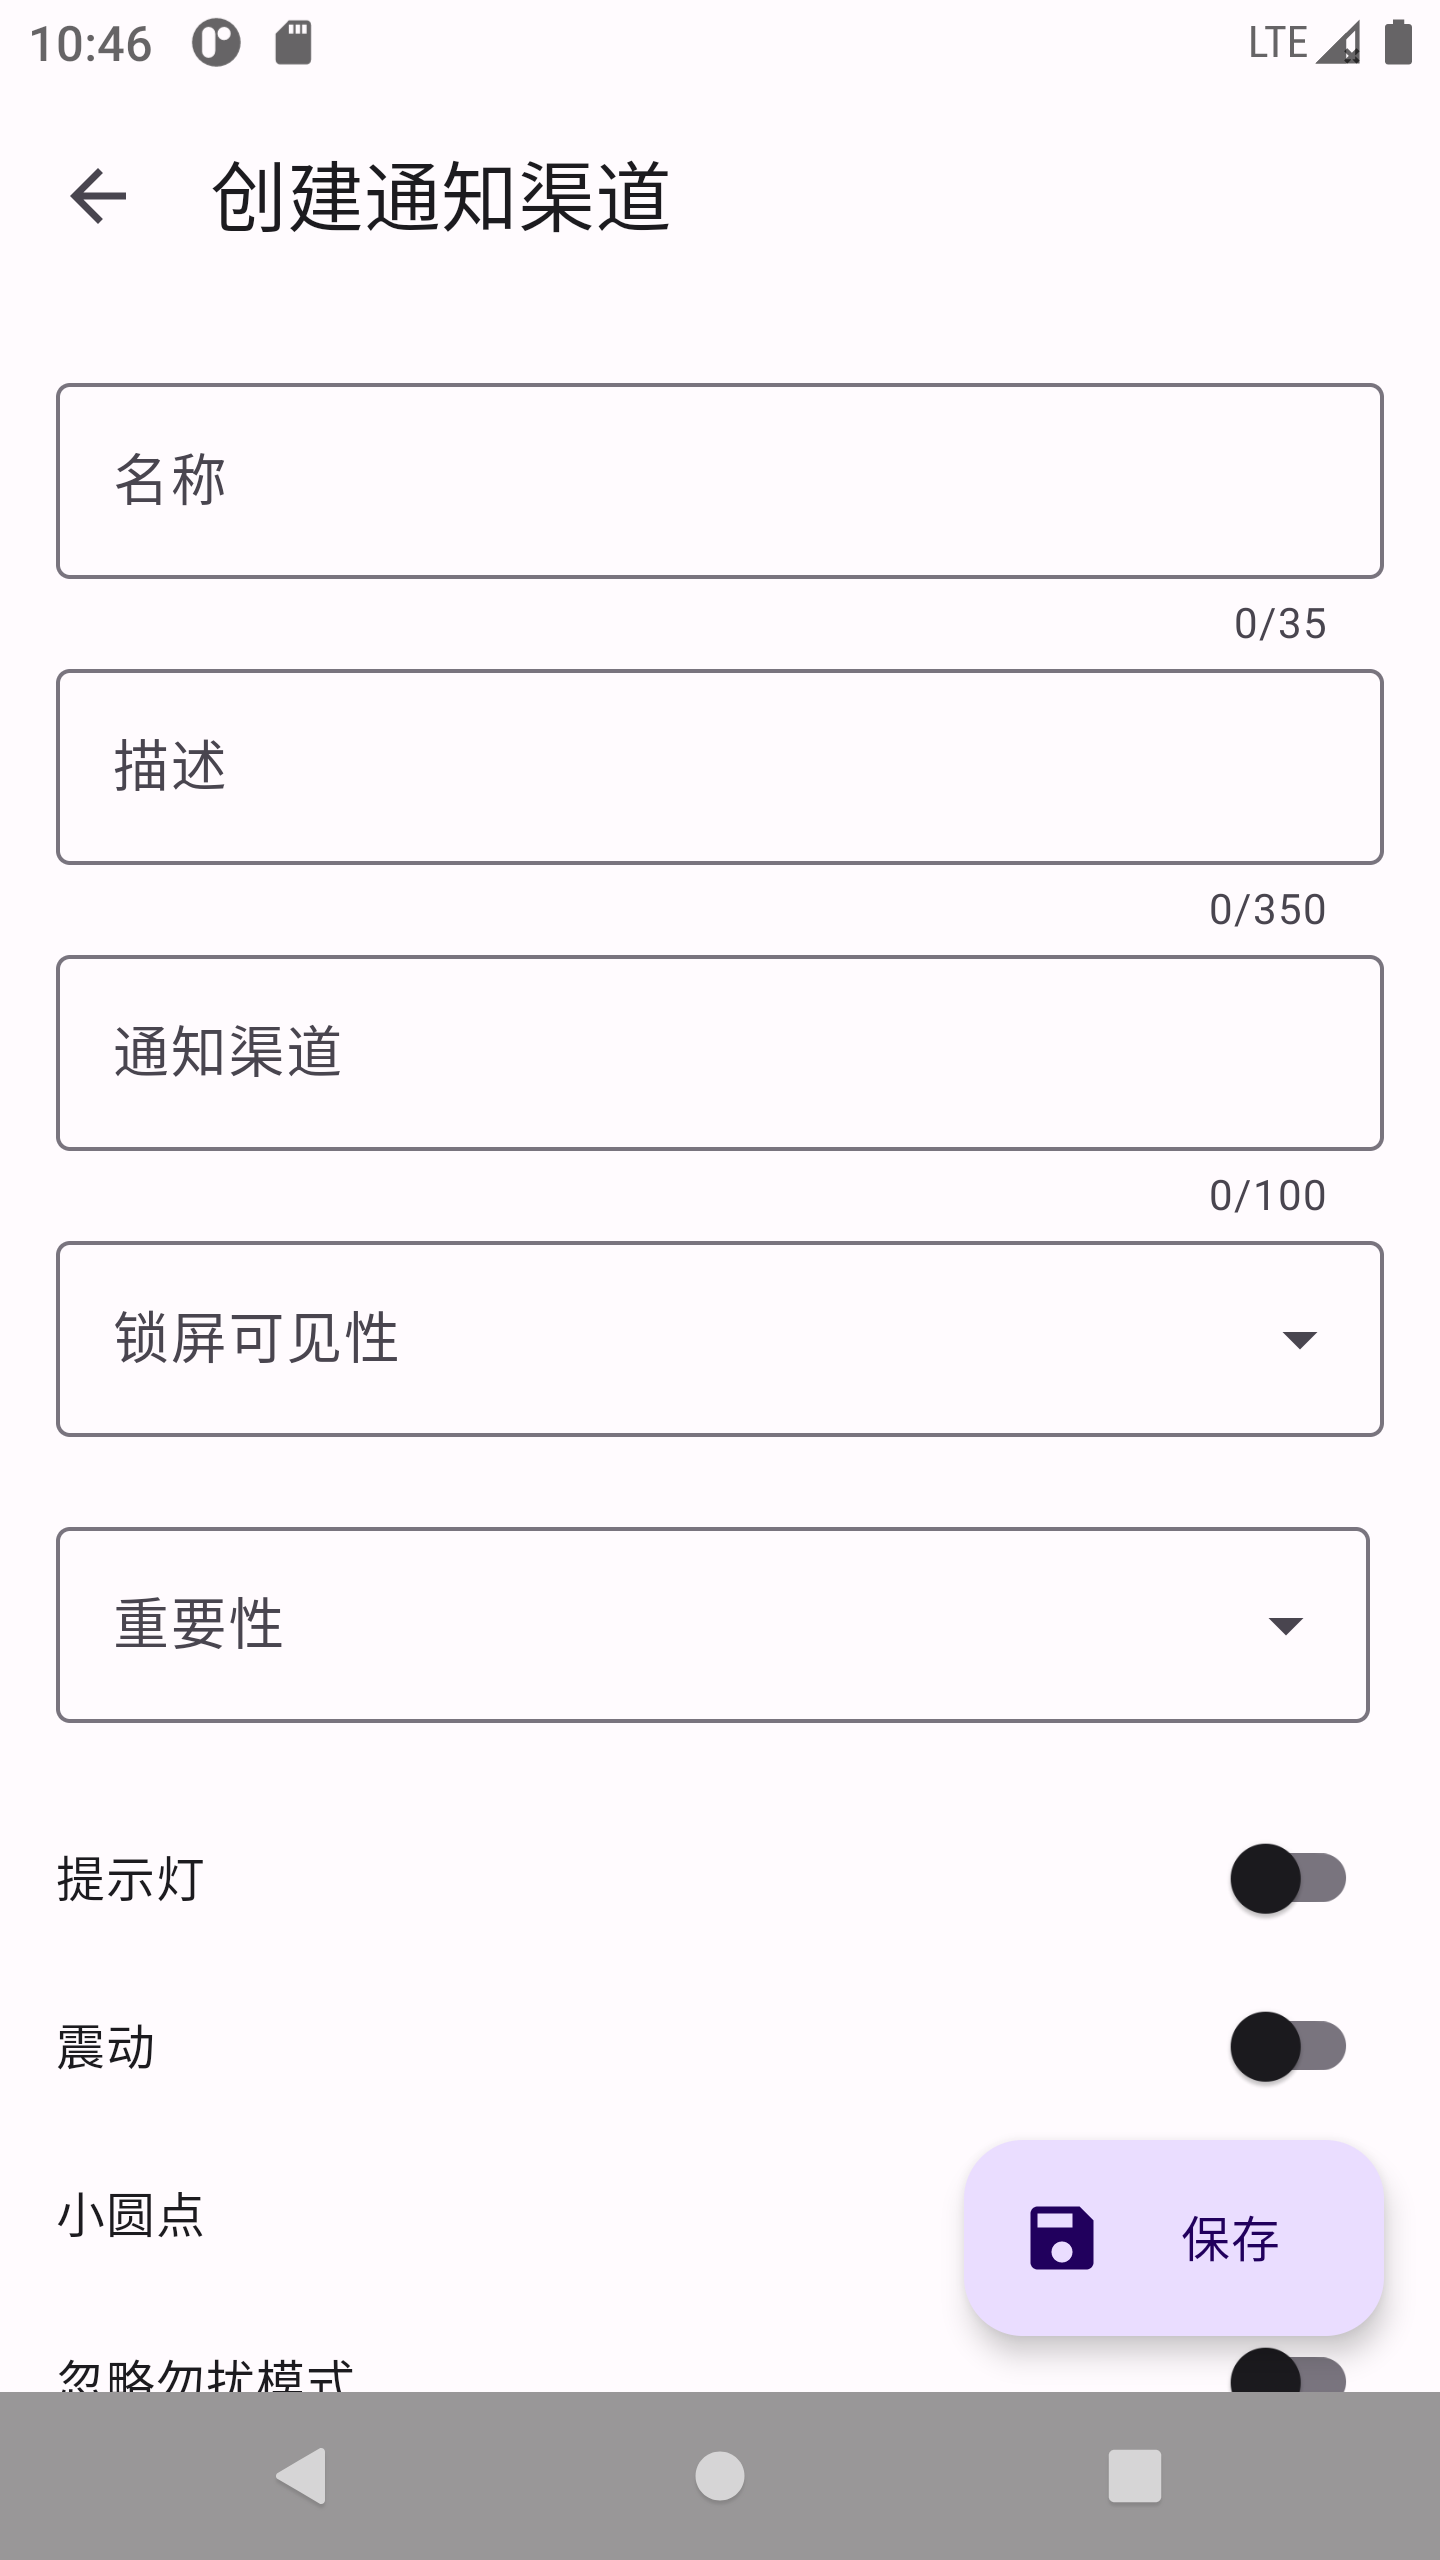 10:46
LTE
创建通知渠道
名称
0/35
描述
0/350
通知渠道
0/100
锁屏可见性
重要性
提示灯
震动
小圆点
保存
忽略勿扰模式